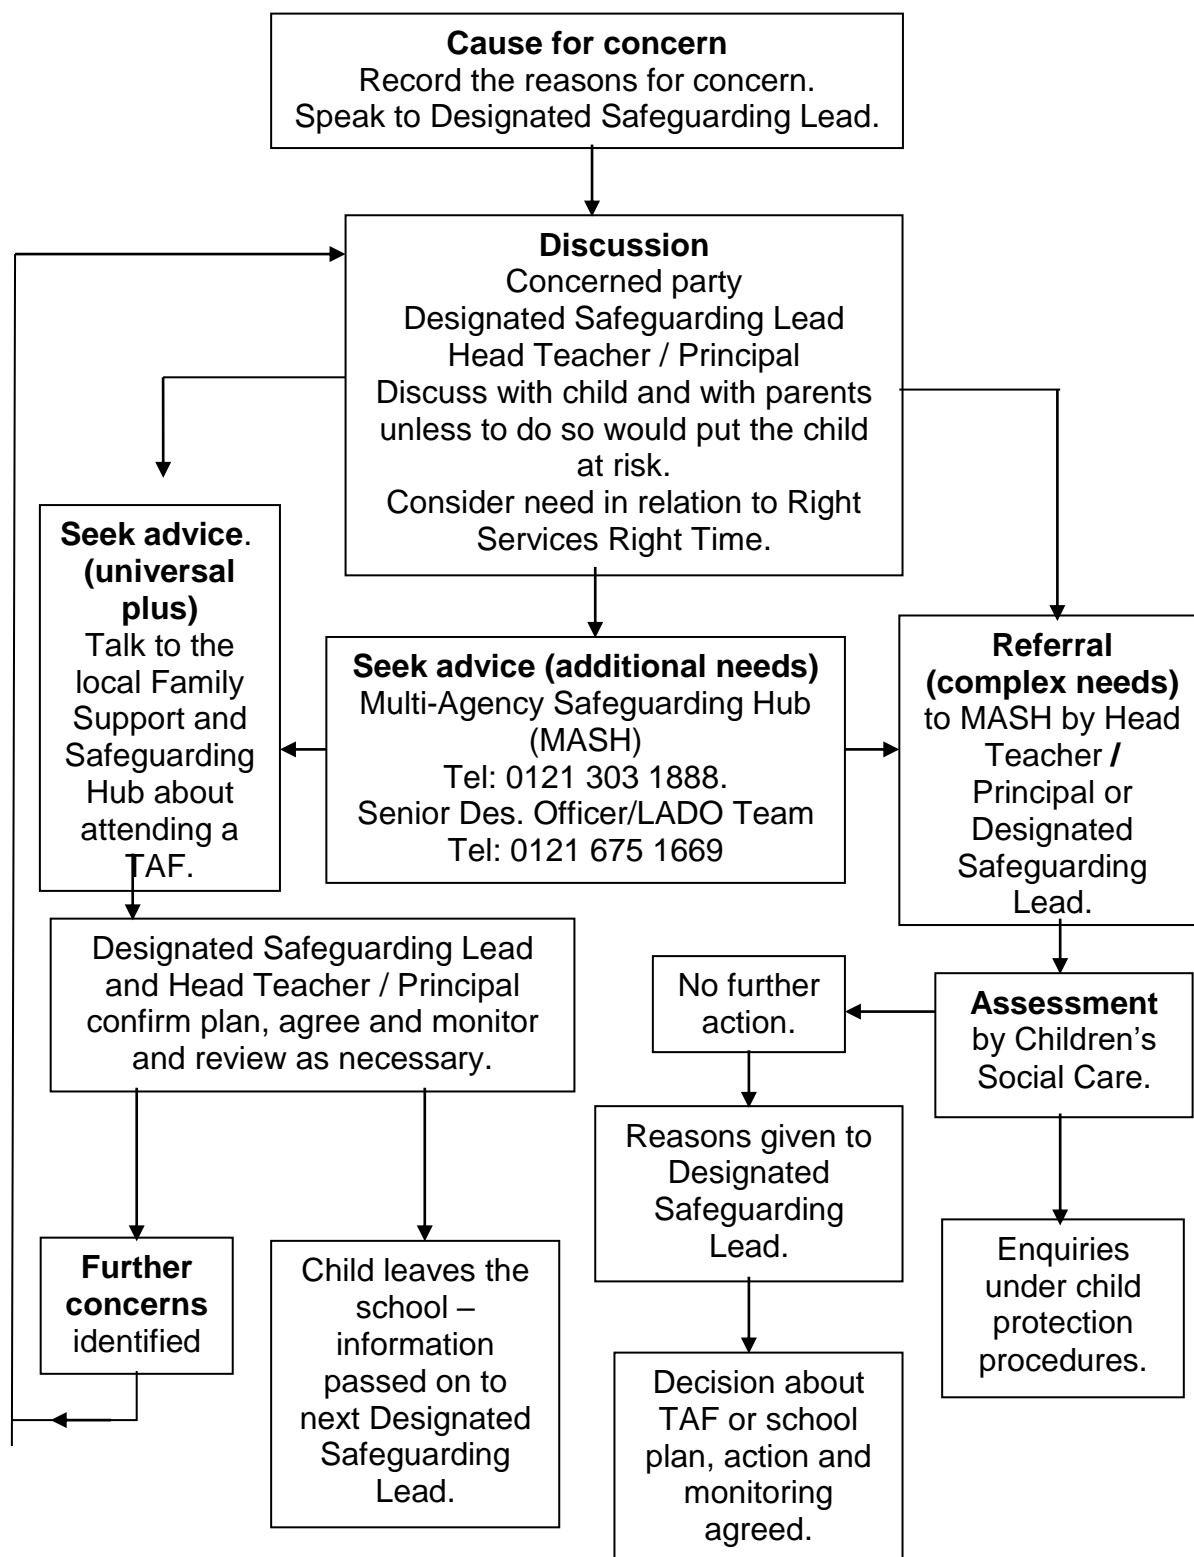 Cause for concern
Record the reasons for concern.
Speak to Designated Safeguarding Lead.
Discussion
Concerned party
Designated Safeguarding Lead
Head Teacher / Principal
Discuss with child and with parents
unless to do so would put the child
at risk.
Consider need in relation to Right
Services Right Time.
Seek advice.
(universal
plus)
Talk to the
local Family
Support and
Safeguarding
Hub about
attending a
TAF.
Seek advice (additional needs)
Multi-Agency Safeguarding Hub
(MASH)
Tel: 0121 303 1888.
Senior Des. Officer/LADO Team
Tel: 0121 675 1669
Referral
(complex needs)
to MASH by Head
Teacher /
Principal or
Designated
Safeguarding
Lead.
Designated Safeguarding Lead
and Head Teacher / Principal
confirm plan, agree and monitor
and review as necessary.
No further
action.
Assessment
by Children's
Social Care.
Reasons given to
Designated
Safeguarding
Lead.
Further
concerns
identified
Child leaves the
school –
information
passed on to
next Designated
Safeguarding
Lead.
Enquiries
under child
protection
procedures.
Decision about
TAF or school
plan, action and
monitoring
agreed.